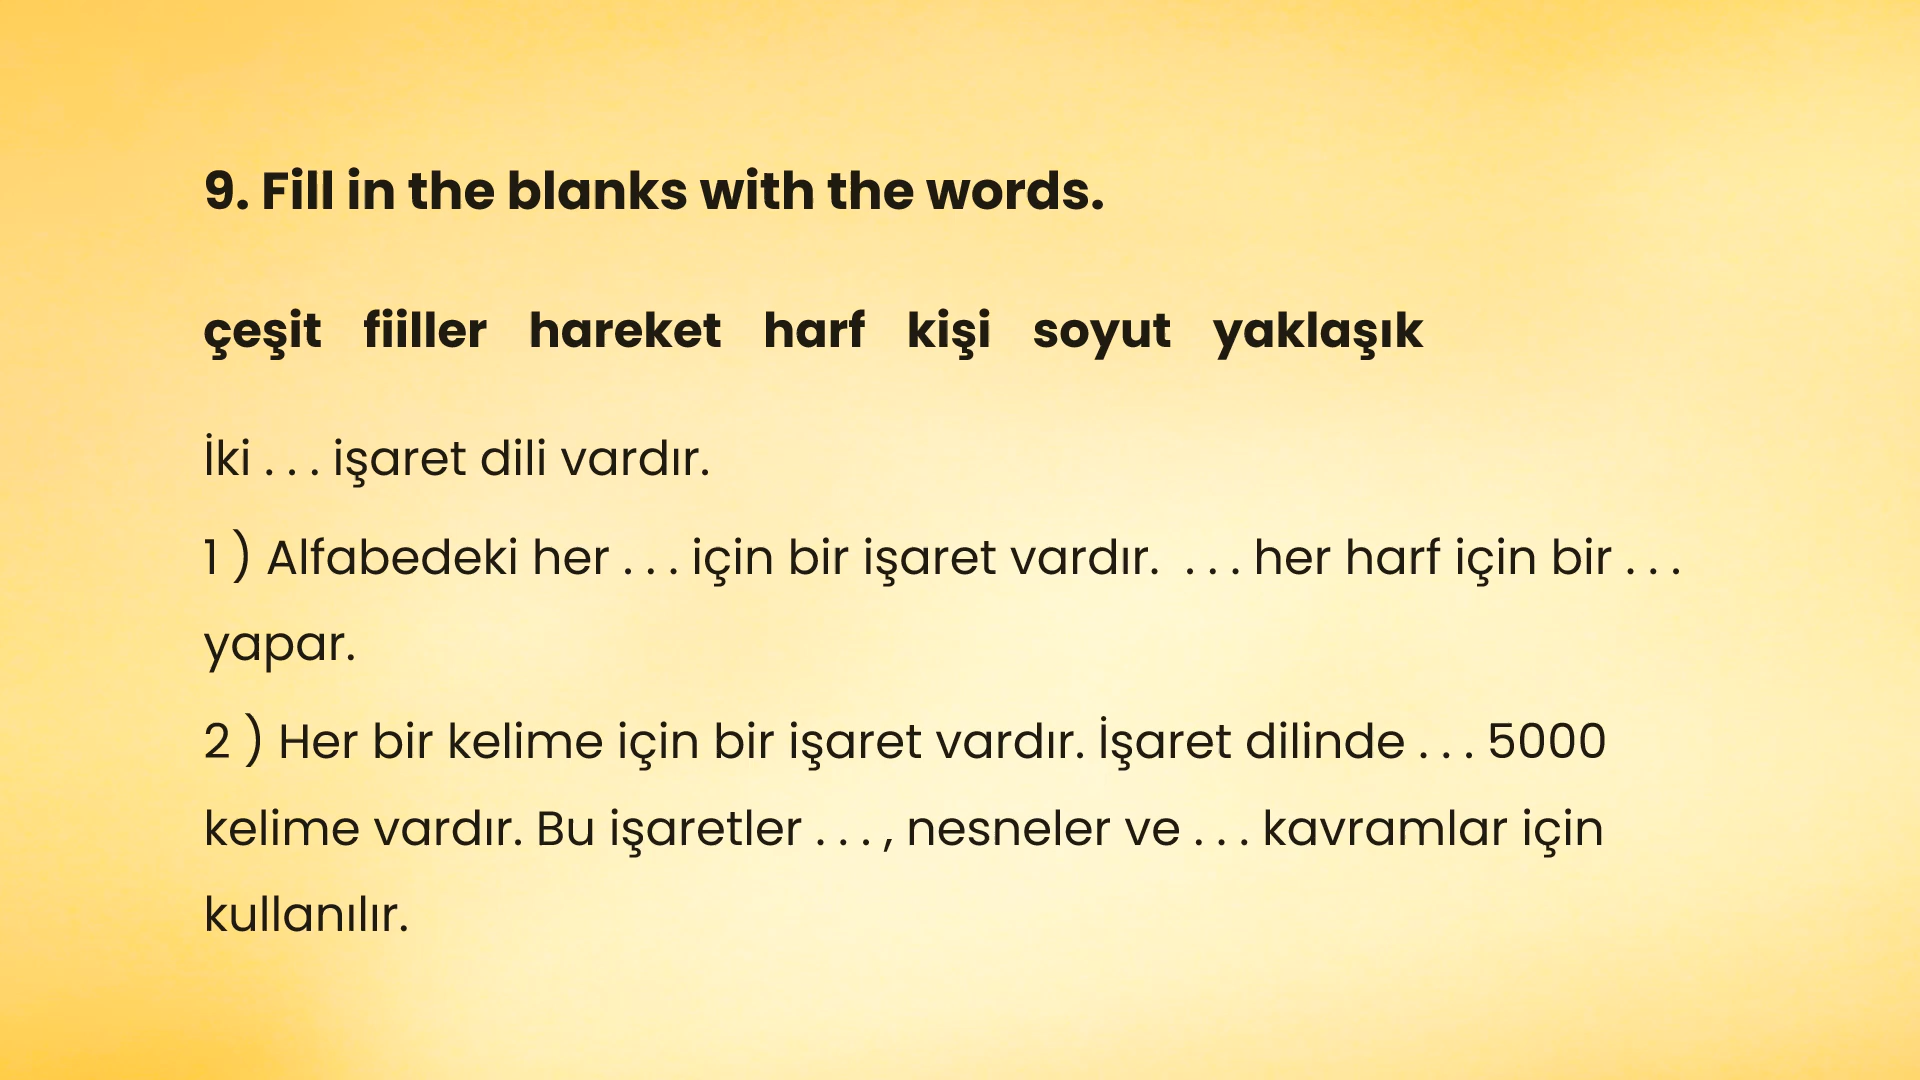 9. Fill in the blanks with the words.
çeşit fiiller hareket harf kişi soyut yaklaşık
İki . . . işaret dili vardır.
1 ) Alfabedeki her . . . için bir işaret vardır. . . . her harf için bir . . .
yapar.
2 ) Her bir kelime için bir işaret vardır. İşaret dilinde . . . 5000
kelime vardır. Bu işaretler . . . , nesneler ve . . . kavramlar için
kullanılır.